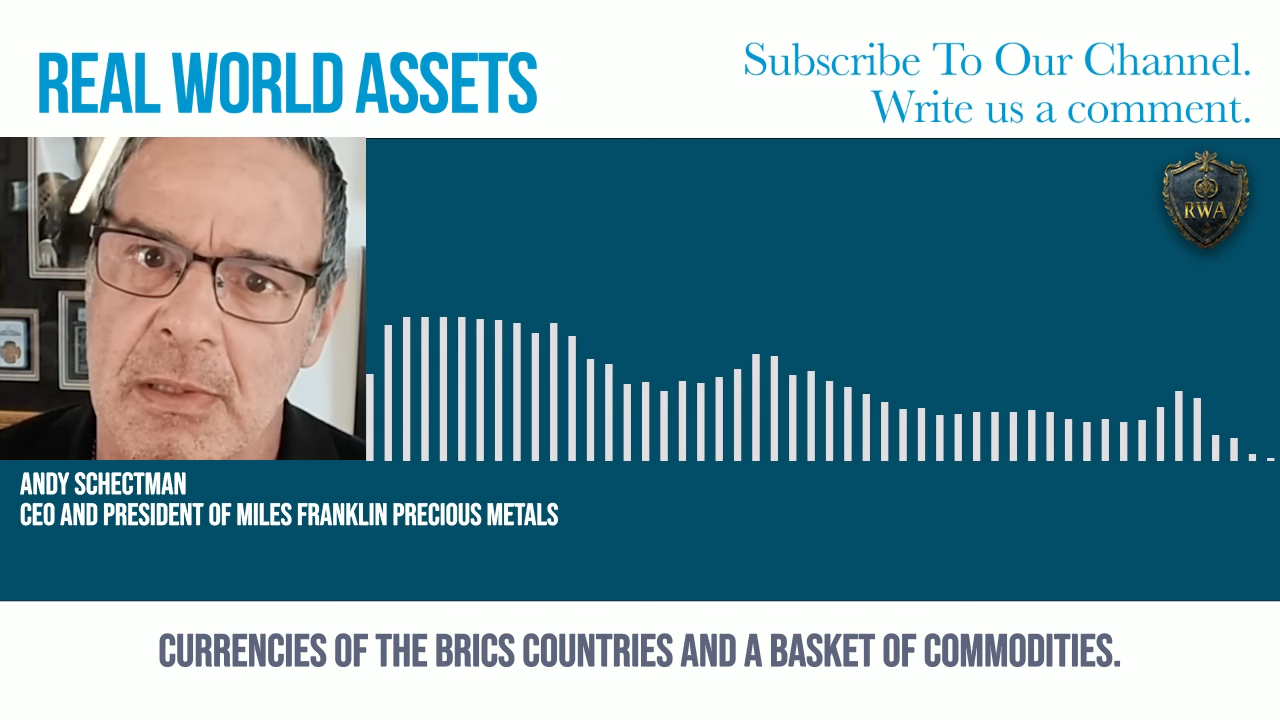 REAL WORLD ASSETS
Subscribe To Our Channel.
Write us a comment.
RWA
ANDY SCHECTMAN
CEO AND PRESIDENT OF MILES FRANKLIN PRECIOUS METALS
CURRENCIES OF THE BRICS COUNTRIES AND A BASKET OF COMMODITIES.